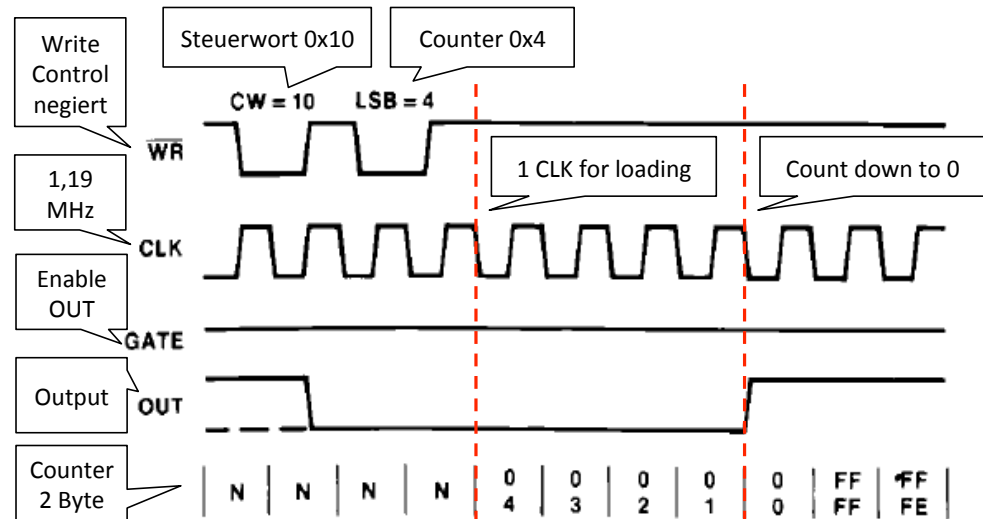 Write
Control
negiert
Steuerwort 0x10
Counter 0x4
CW = 10
LSB = 4
WR
1 CLK for loading
Count down to 0
1,19
MHz
CLK
Enable
OUT
GATE
Output
OUT
Counter
2 Byte
N N N N 0 0 0 0 0 FF FF
4 3 2 1 0 FF FE